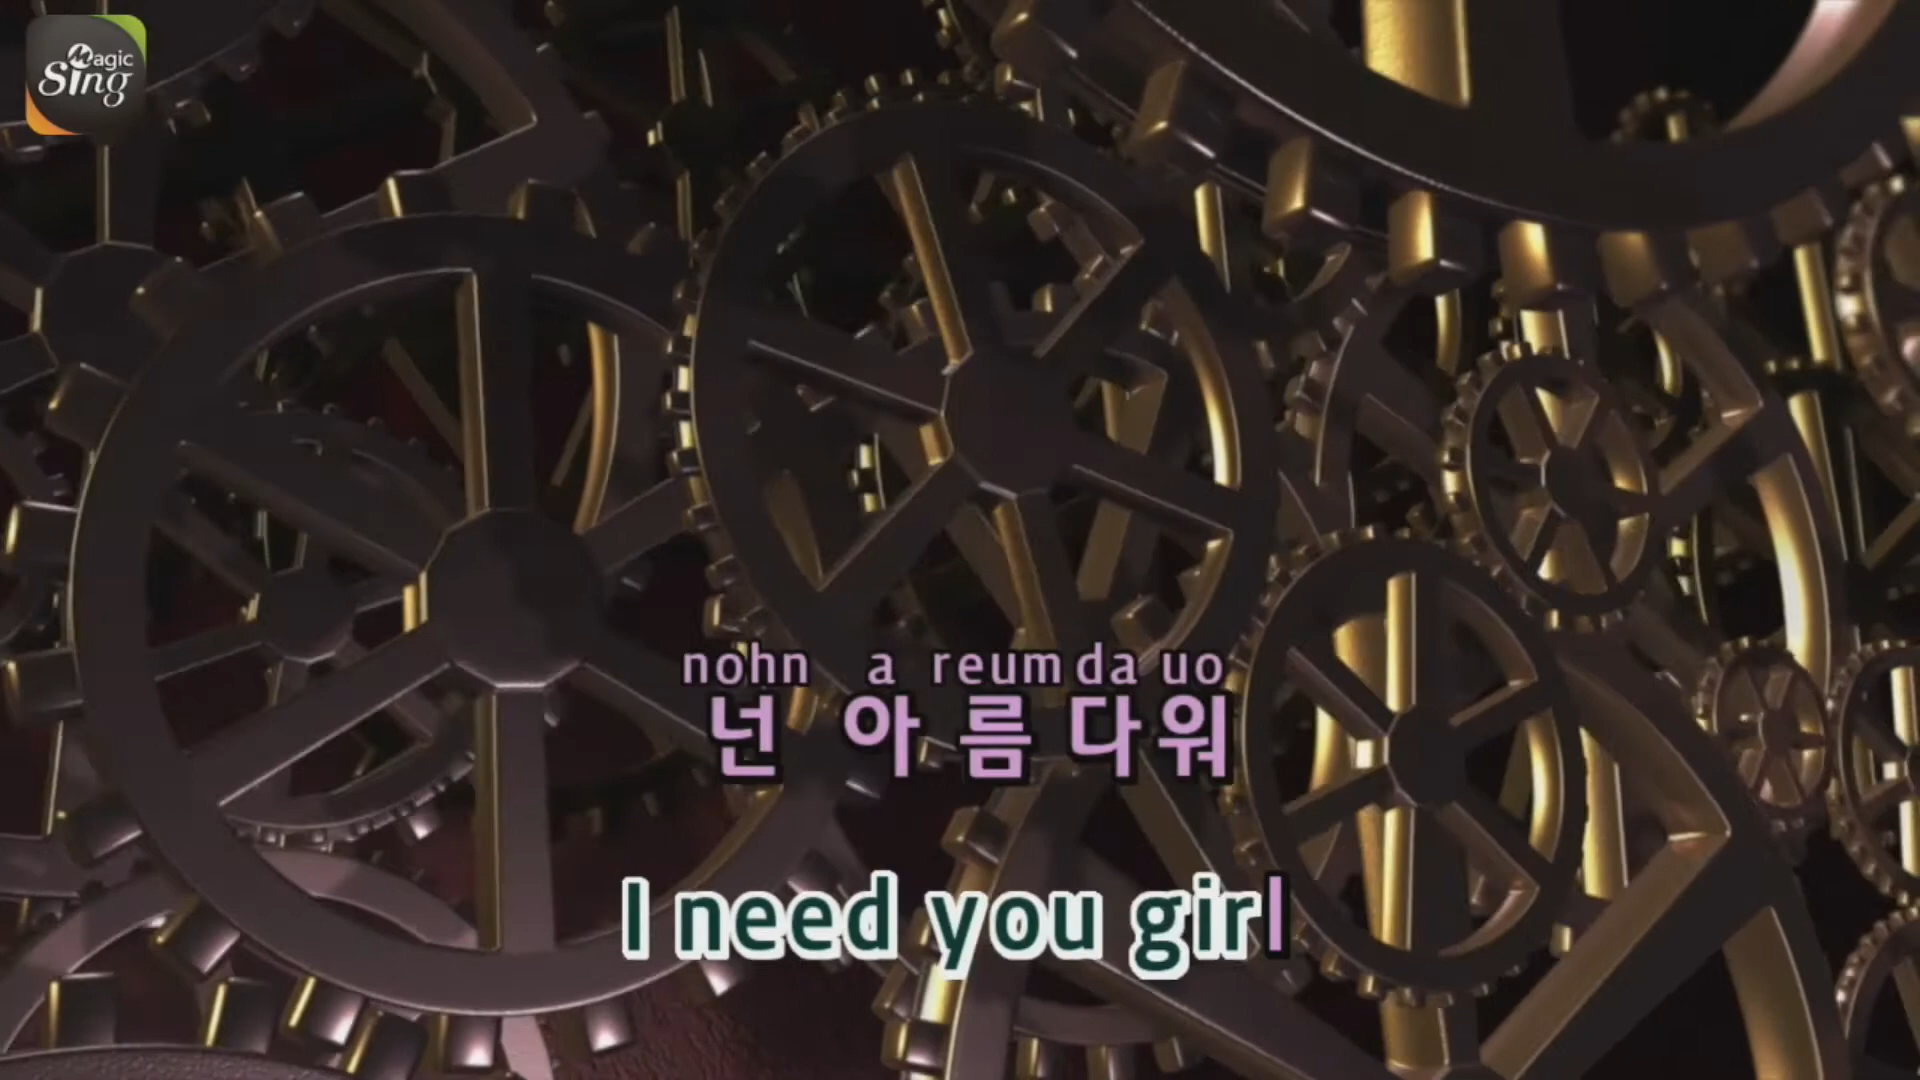 Magic
Sing
nohn a reum da uo
넌 아름다워
I need you girl